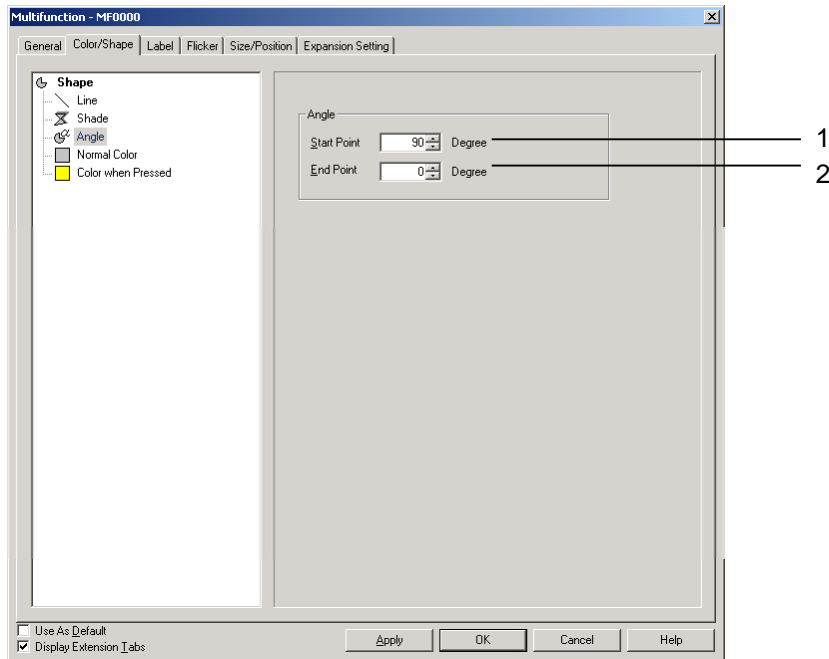 Multifunction - MF0000
General Color/Shape Label Flicker Size/Position Expansion Setting
Shape
Line
Shade
Angle
Normal Color
Color when Pressed
Angle
Start Point 90 Degree 1
End Point 0 Degree 2
Use As Default
Display Extension Tabs
Apply OK Cancel Help